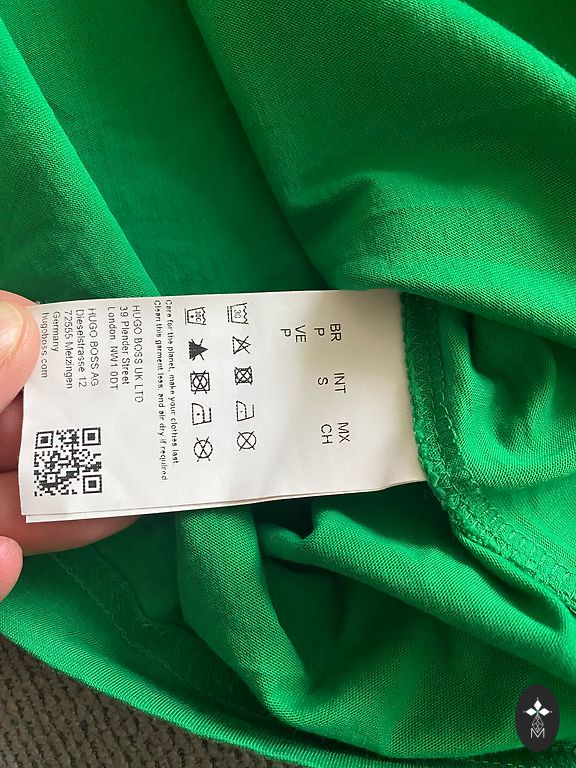 BR INT MX
P S CH
VE
P
Care for the planet, make your clothes last.
Clean this garment less, and air dry if required.
HUGO BOSS UK LTD
39 Plender Street
London. NW1 0DT
HUGO BOSS AG
Dieselstrasse 12
72555 Metzingen
Germany
hugoboss.com